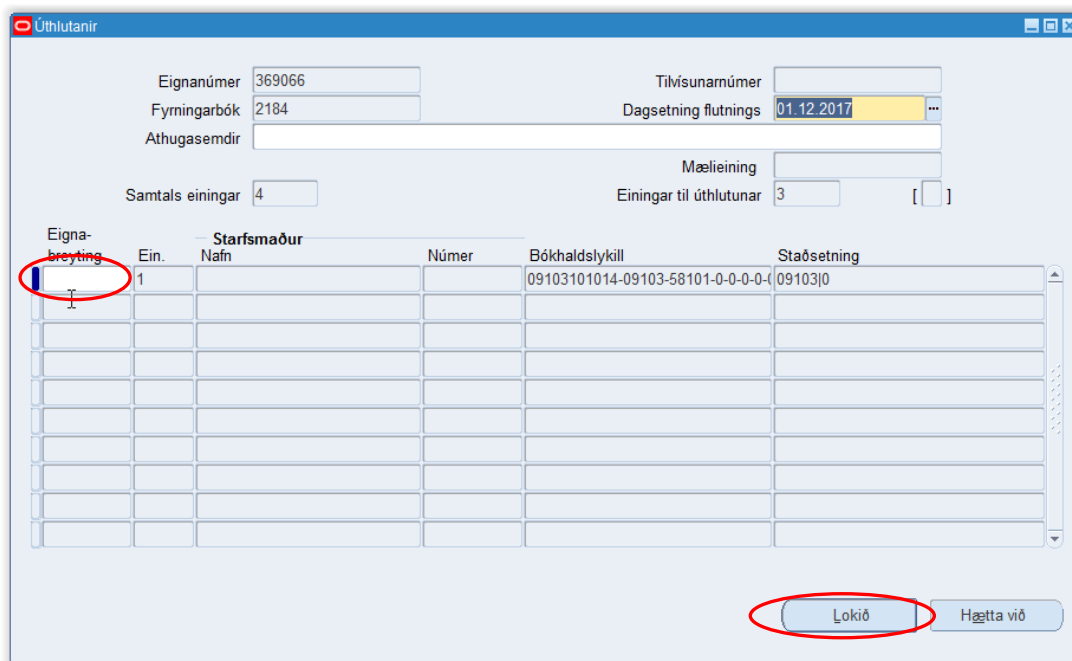 Úthlutanir
Eignanúmer 369066 Tilvísunarnúmer
Fyrningarbók 2184 Dagsetning flutnings 01.12.2017 ...
Athugasemdir
Mælieining
Samtals einingar 4 Einingar til úthlutunar 3 [ ]
Eigna- Starfsmaður
breyting Ein. Nafn Númer Bókhaldslykill Staðsetning
1 09103101014-09103-58101-0-0-0-0-( 09103|0
Lokið Hætta við